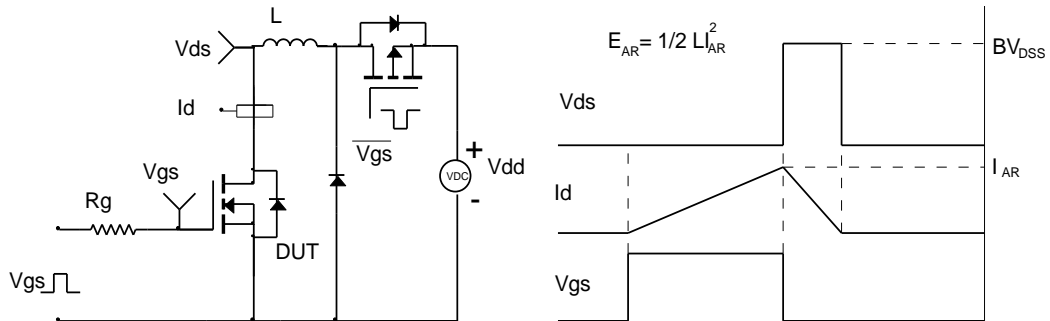 L
Vds
Id
Vgs
Vgs
+
VDC
Vdd
-
Rg
DUT
Vgs
E_AR = 1/2 LI_AR^2
BV_DSS
Vds
I_AR
Id
Vgs